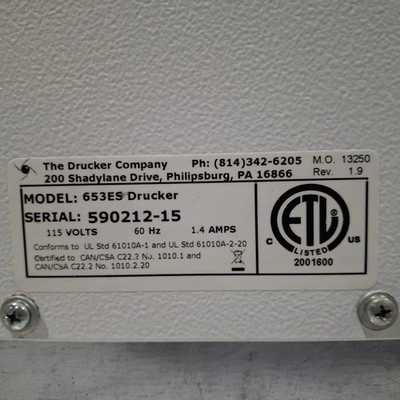 The Drucker Company Ph: (814)342-6205 M.O. 13250
200 Shadylane Drive, Philipsburg, PA 16866 Rev. 1.9
MODEL: 653ES Drucker
SERIAL: 590212-15
115 VOLTS 60 Hz 1.4 AMPS
Conforms to UL Std 61010A-1 and UL Std 61010A-2-20
Certified to CAN/CSA C22.2 No. 1010.1 and
CAN/CSA C22.2 No. 1010.2.20
ETL
C US
LISTED
2001600